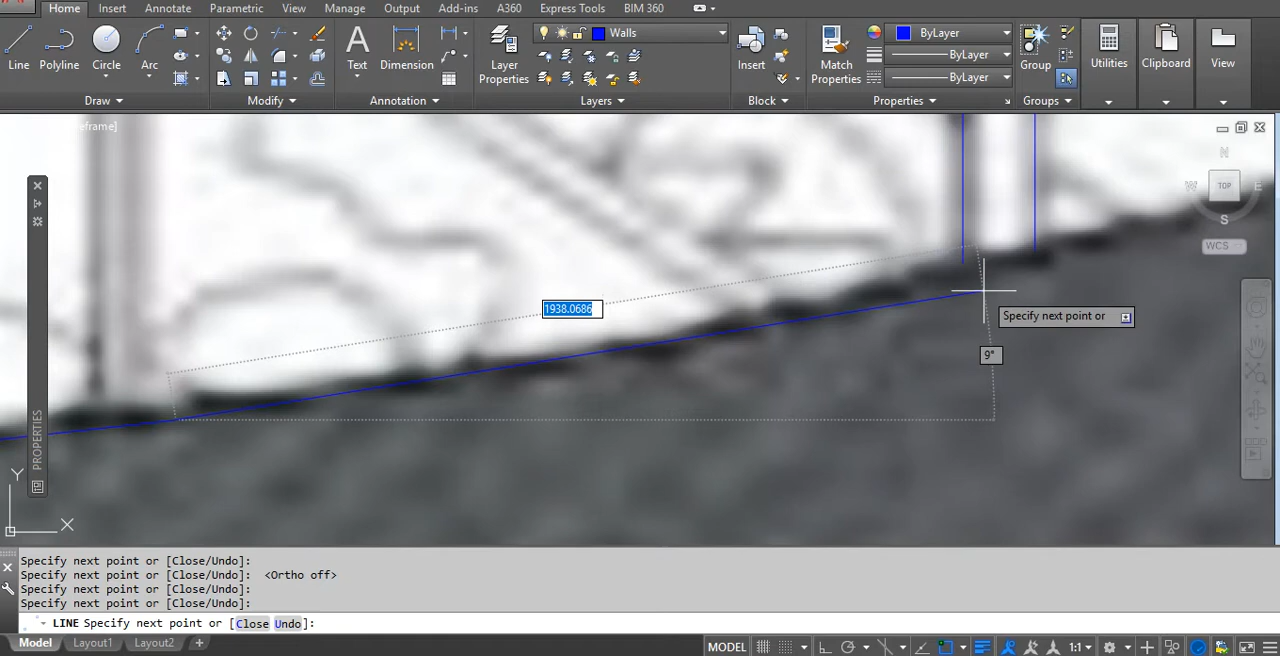 Home Insert Annotate Parametric View Manage Output Add-ins A360 Express Tools BIM 360
Walls
ByLayer
ByLayer
ByLayer
Line Polyline Circle Arc
Text Dimension
Layer
Properties
Insert
Match
Properties
Group
Utilities
Clipboard
View
Draw
Modify
Annotation
Layers
Block
Properties
Groups
eframe]
N
W
TOP
E
S
WCS
1938.0686
Specify next point or
9°
PROPERTIES
Y
X
Specify next point or [Close/Undo]:
Specify next point or [Close/Undo]: <Ortho off>
Specify next point or [Close/Undo]:
Specify next point or [Close/Undo]:
LINE Specify next point or [Close Undo]:
Model Layout1 Layout2 +
MODEL
1:1